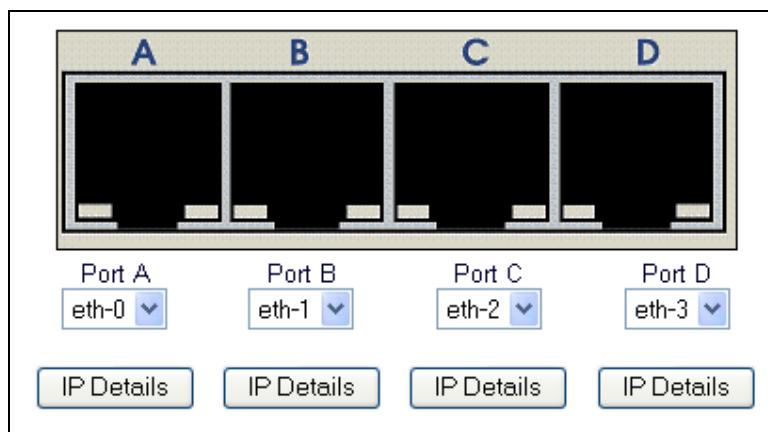 A B C D
Port A Port B Port C Port D
eth-0 eth-1 eth-2 eth-3
IP Details IP Details IP Details IP Details